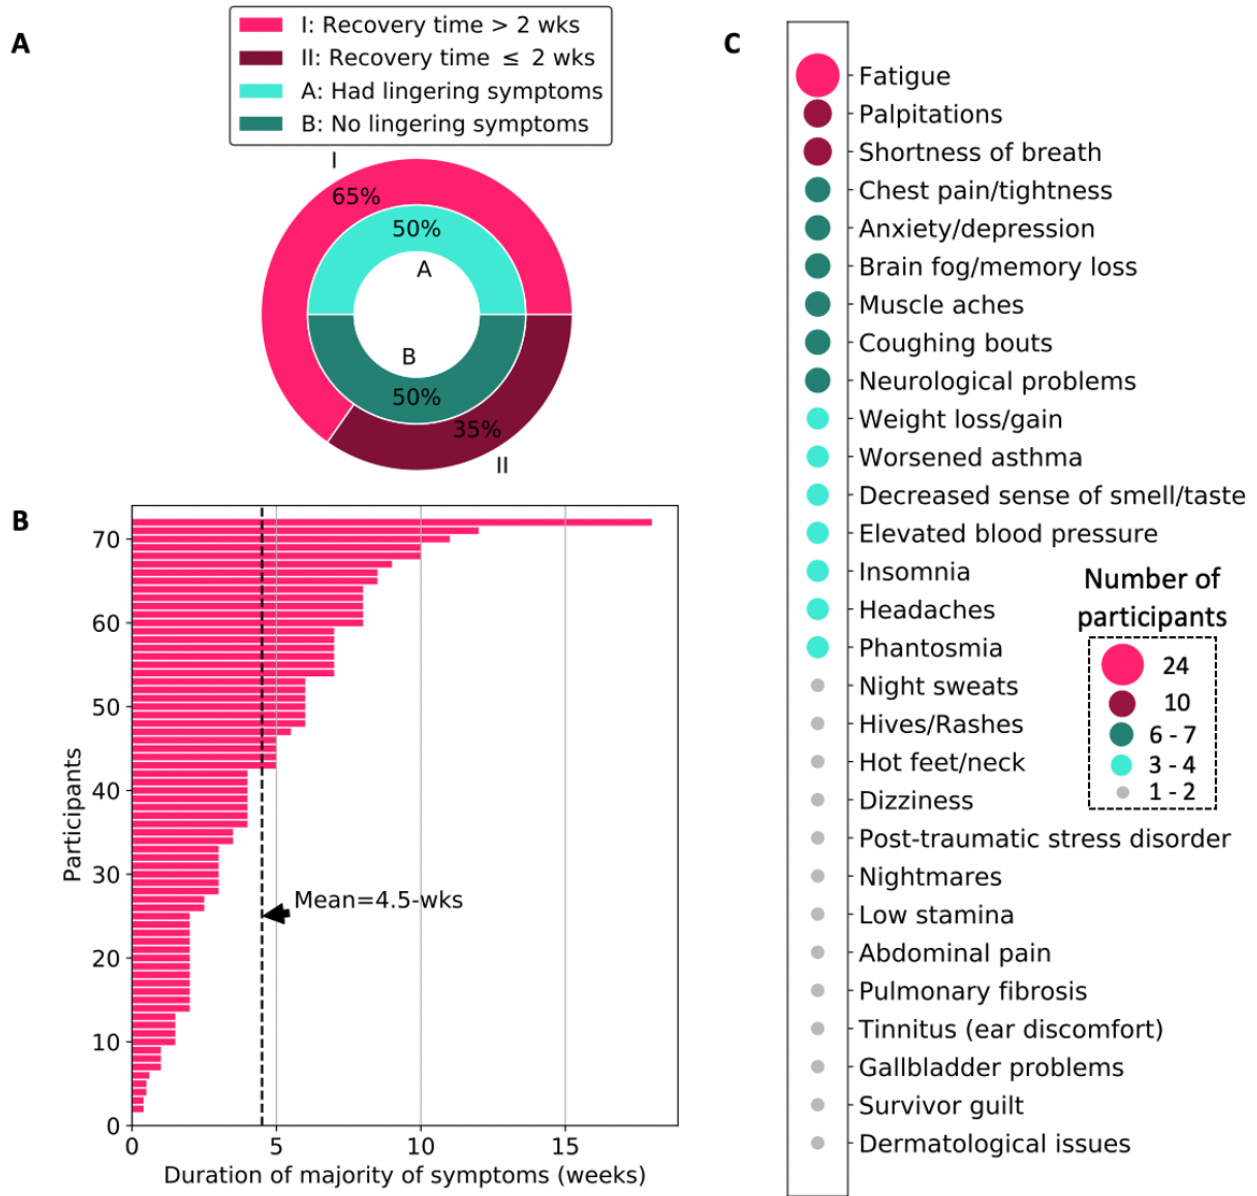 A
I: Recovery time > 2 wks
II: Recovery time ≤ 2 wks
A: Had lingering symptoms
B: No lingering symptoms
I
65%
50%
A
B
50%
35%
II
B
70
60
50
40
30
20
10
0
Participants
Mean=4.5-wks
0 5 10 15
Duration of majority of symptoms (weeks)
C
Fatigue
Palpitations
Shortness of breath
Chest pain/tightness
Anxiety/depression
Brain fog/memory loss
Muscle aches
Coughing bouts
Neurological problems
Weight loss/gain
Worsened asthma
Decreased sense of smell/taste
Elevated blood pressure
Insomnia
Headaches
Phantosmia
Night sweats
Hives/Rashes
Hot feet/neck
Dizziness
Post-traumatic stress disorder
Nightmares
Low stamina
Abdominal pain
Pulmonary fibrosis
Tinnitus (ear discomfort)
Gallbladder problems
Survivor guilt
Dermatological issues
Number of
participants
24
10
6 - 7
3 - 4
1 - 2